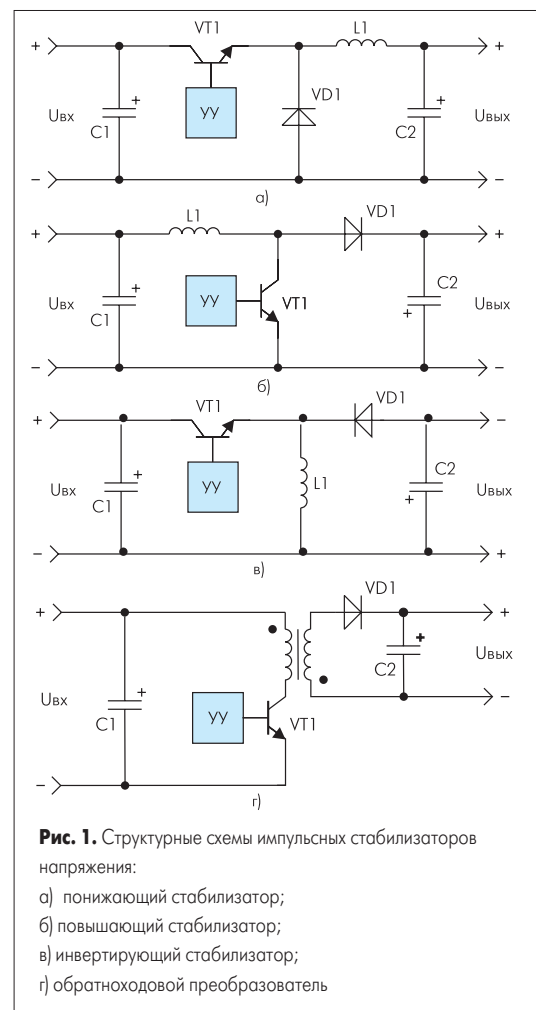 VT1 L1
+ +
+ VD1 +
УУ
Uвх C1 C2 Uвых
− −
а)
L1 VD1
+ +
+ C2
УУ
Uвх C1 VT1 + Uвых
− −
б)
VT1 VD1
+ −
+ C2
УУ L1
Uвх C1 + Uвых
− +
в)
VD1
+ +
+
C2 Uвых
Uвх + −
C1 УУ VT1
−
г)
Рис. 1. Структурные схемы импульсных стабилизаторов
напряжения:
а) понижающий стабилизатор;
б) повышающий стабилизатор;
в) инвертирующий стабилизатор;
г) обратноходовой преобразователь